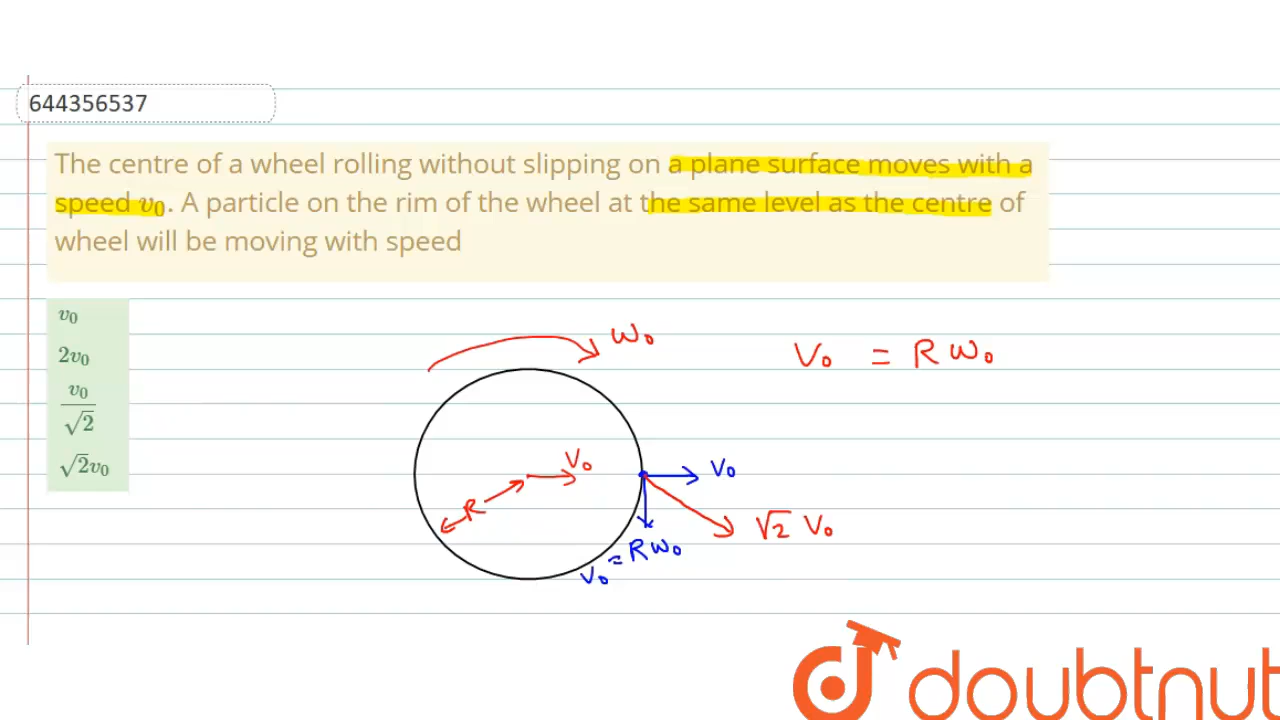 644356537
The centre of a wheel rolling without slipping on a plane surface moves with a
speed v₀. A particle on the rim of the wheel at the same level as the centre of
wheel will be moving with speed
v₀
2v₀
v₀/√2
√2v₀
ω₀
V₀ = Rω₀
V₀
R
V₀
√2 V₀
V₀ = Rω₀
doubtnut